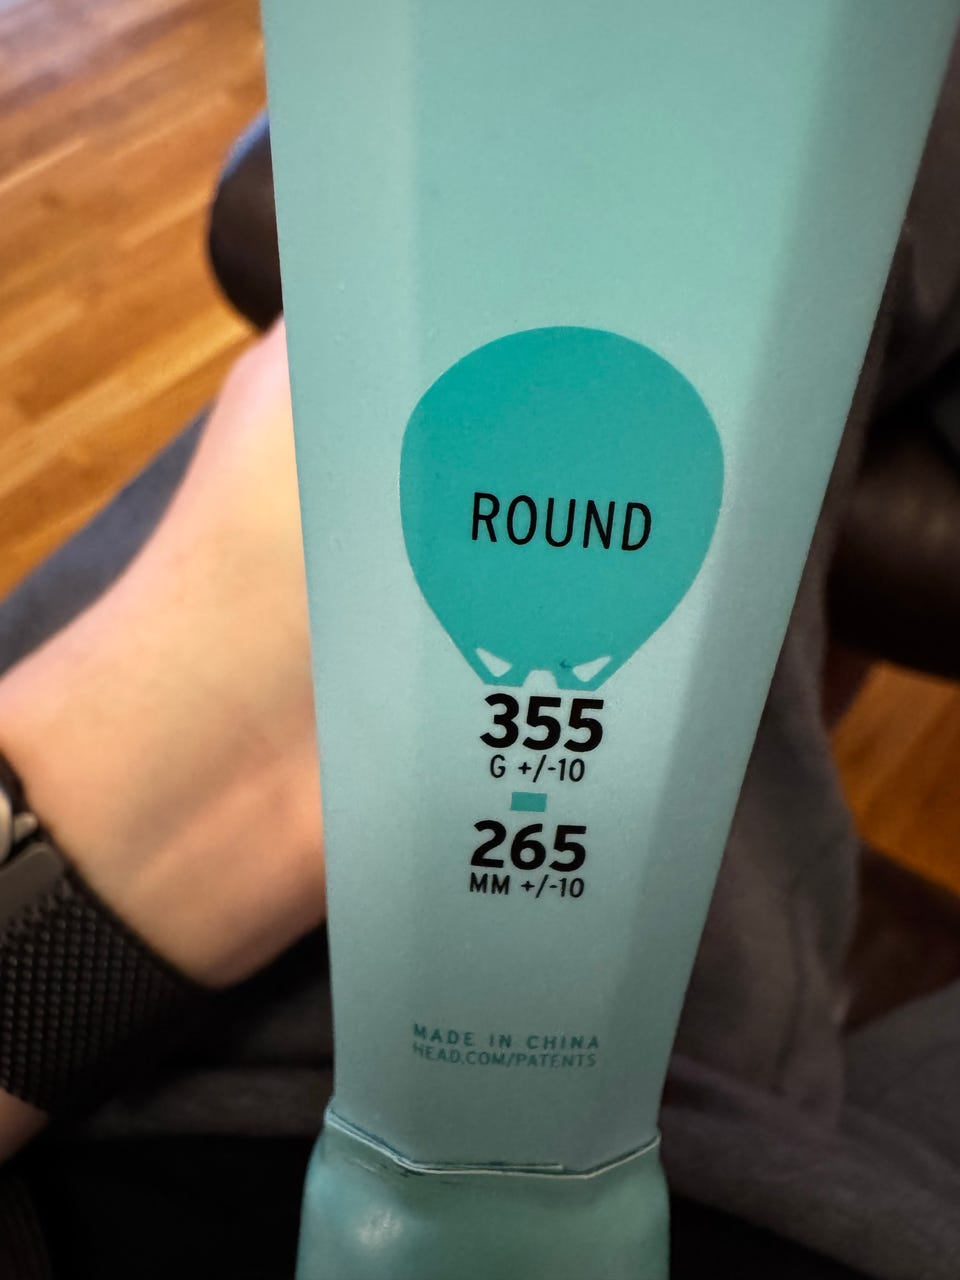 ROUND
355
G +/-10
265
MM +/-10
MADE IN CHINA
HEAD.COM/PATENTS